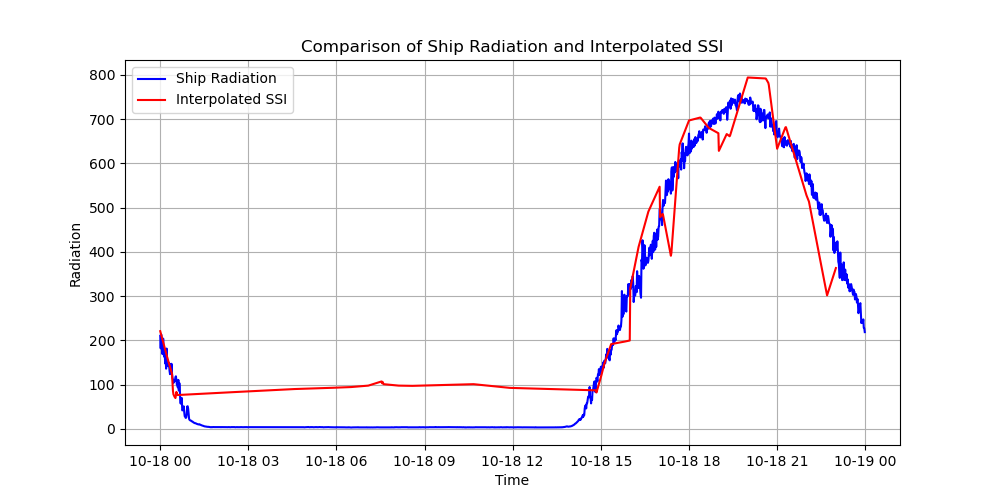 Comparison of Ship Radiation and Interpolated SSI
Ship Radiation
Interpolated SSI
800
700
600
500
400
300
200
100
0
Radiation
10-18 00 10-18 03 10-18 06 10-18 09 10-18 12 10-18 15 10-18 18 10-18 21 10-19 00
Time